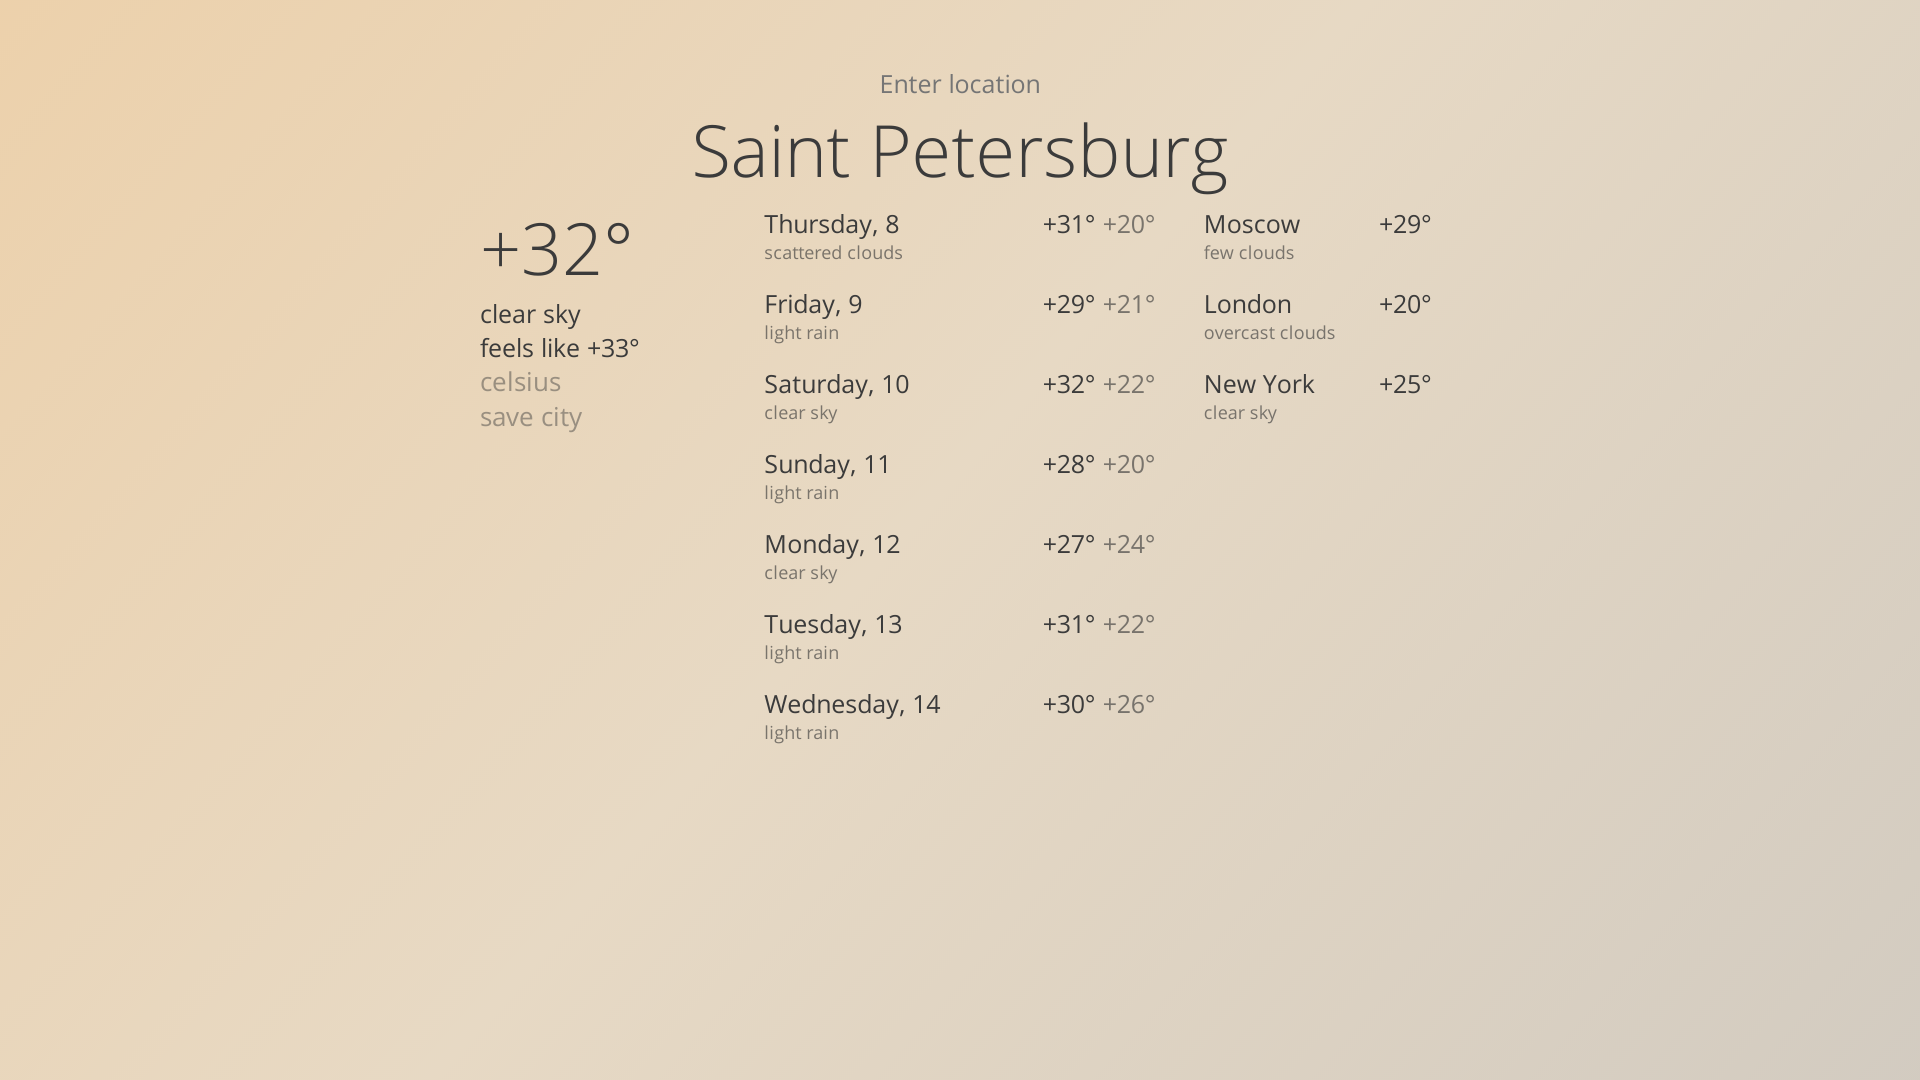 Enter location
Saint Petersburg
+32°
clear sky
feels like +33°
celsius
save city
Thursday, 8 +31° +20°
scattered clouds
Friday, 9 +29° +21°
light rain
Saturday, 10 +32° +22°
clear sky
Sunday, 11 +28° +20°
light rain
Monday, 12 +27° +24°
clear sky
Tuesday, 13 +31° +22°
light rain
Wednesday, 14 +30° +26°
light rain
Moscow +29°
few clouds
London +20°
overcast clouds
New York +25°
clear sky